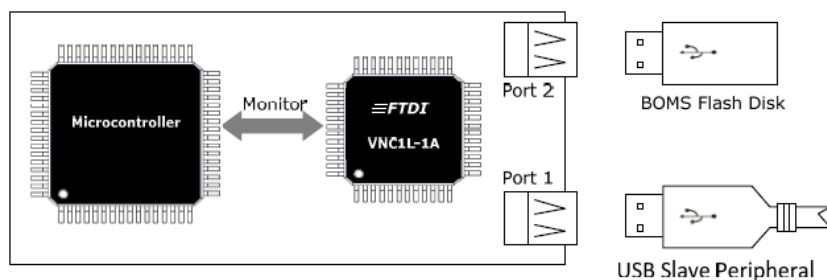 Microcontroller
Monitor
FTDI
VNC1L-1A
Port 2
BOMS Flash Disk
Port 1
USB Slave Peripheral